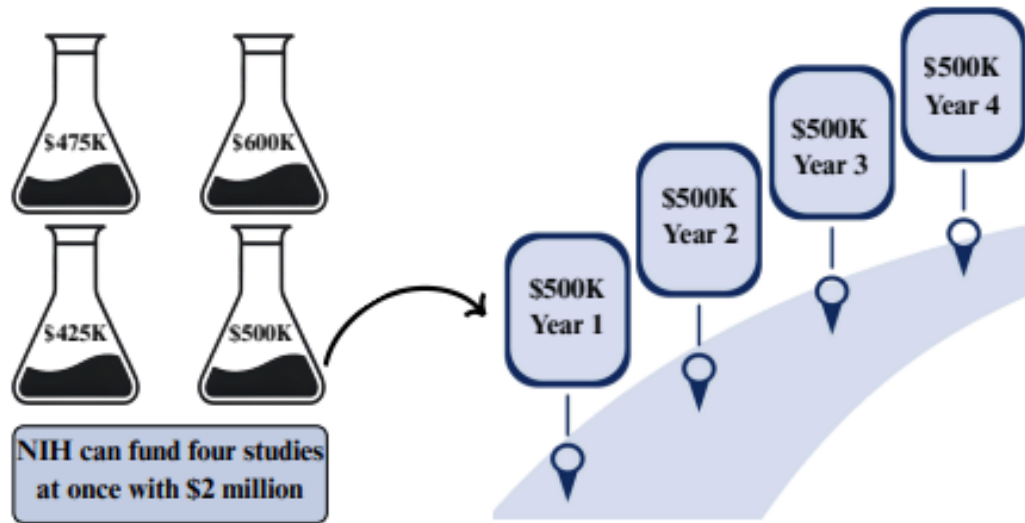 $475K
$600K
$425K
$500K
NIH can fund four studies
at once with $2 million
$500K
Year 1
$500K
Year 2
$500K
Year 3
$500K
Year 4